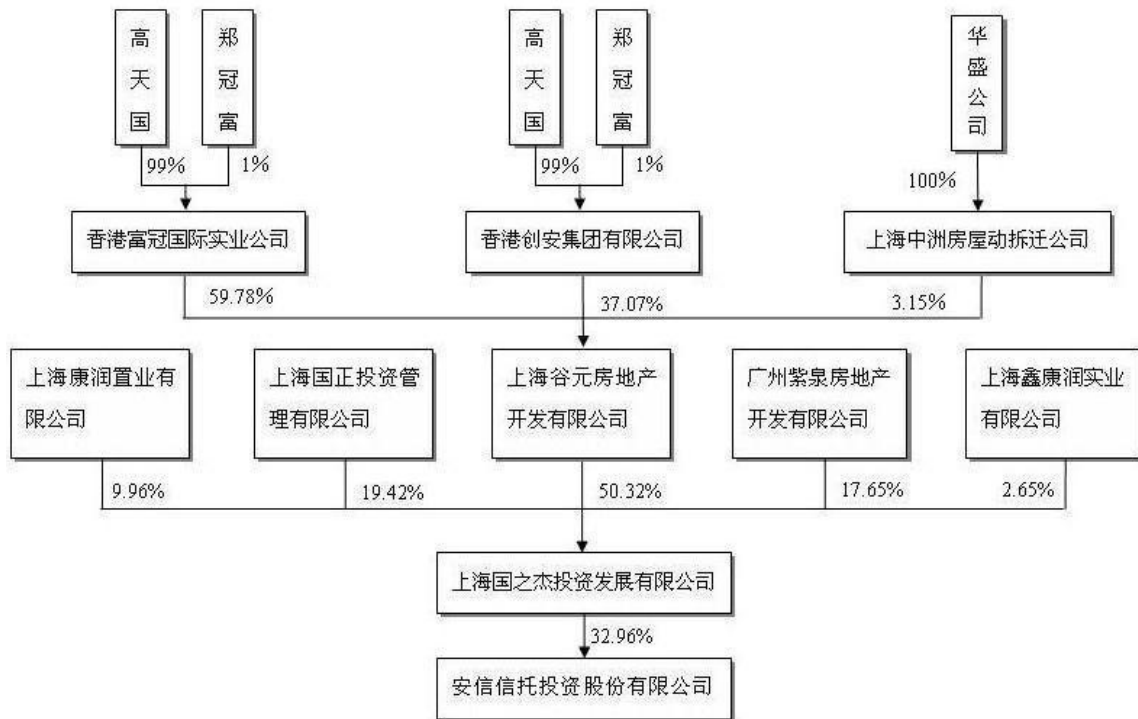 高天国
郑冠富
高天国
郑冠富
华盛公司
99%
1%
99%
1%
100%
香港富冠国际实业公司
香港创安集团有限公司
上海中洲房屋动拆迁公司
59.78%
37.07%
3.15%
上海康润置业有
限公司
上海国正投资管
理有限公司
上海谷元房地产
开发有限公司
广州紫泉房地产
开发有限公司
上海鑫康润实业
有限公司
9.96%
19.42%
50.32%
17.65%
2.65%
上海国之杰投资发展有限公司
32.96%
安信信托投资股份有限公司